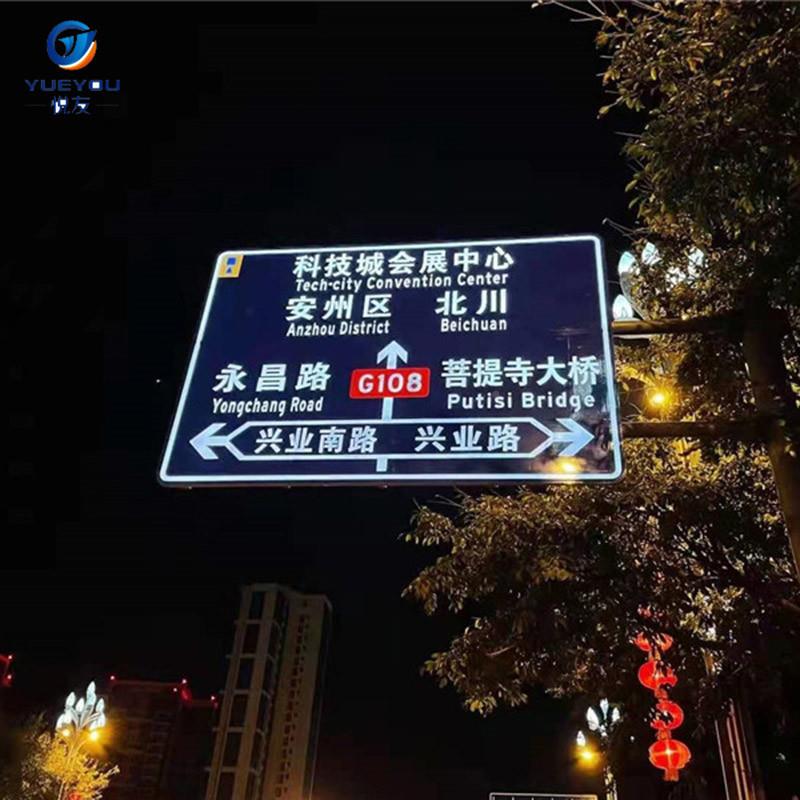 YUEYOU
悦友
科技城会展中心
Tech-city Convention Center
安州区 北川
Anzhou District Beichuan
永昌路 G108 菩提寺大桥
Yongchang Road Putisi Bridge
兴业南路 兴业路